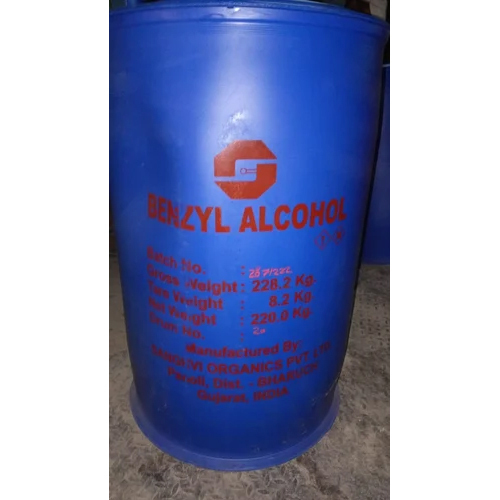 BENZYL ALCOHOL
Batch No. :
Gross Weight : 228.2 Kg.
Tare Weight : 8.2 Kg.
Net Weight : 220.0 Kg.
Drum No. :
Manufactured By:
ORGANICS PVT LTD.
Dist. - BHARUCH
Gujarat, INDIA